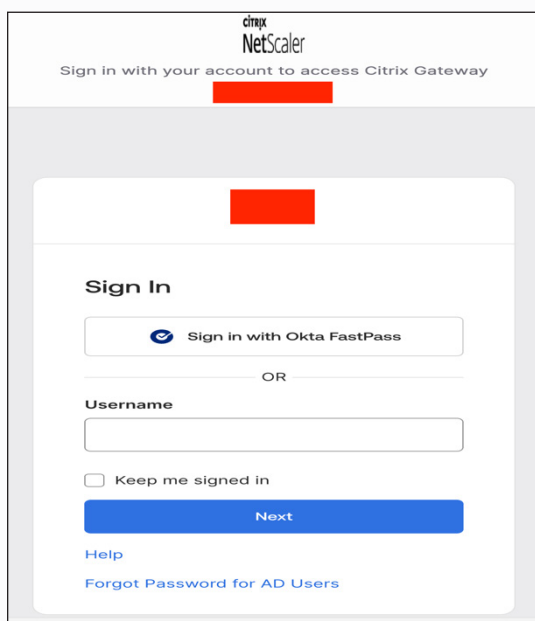 CITRIX
NetScaler
Sign in with your account to access Citrix Gateway
Sign In
Sign in with Okta FastPass
OR
Username
Keep me signed in
Next
Help
Forgot Password for AD Users